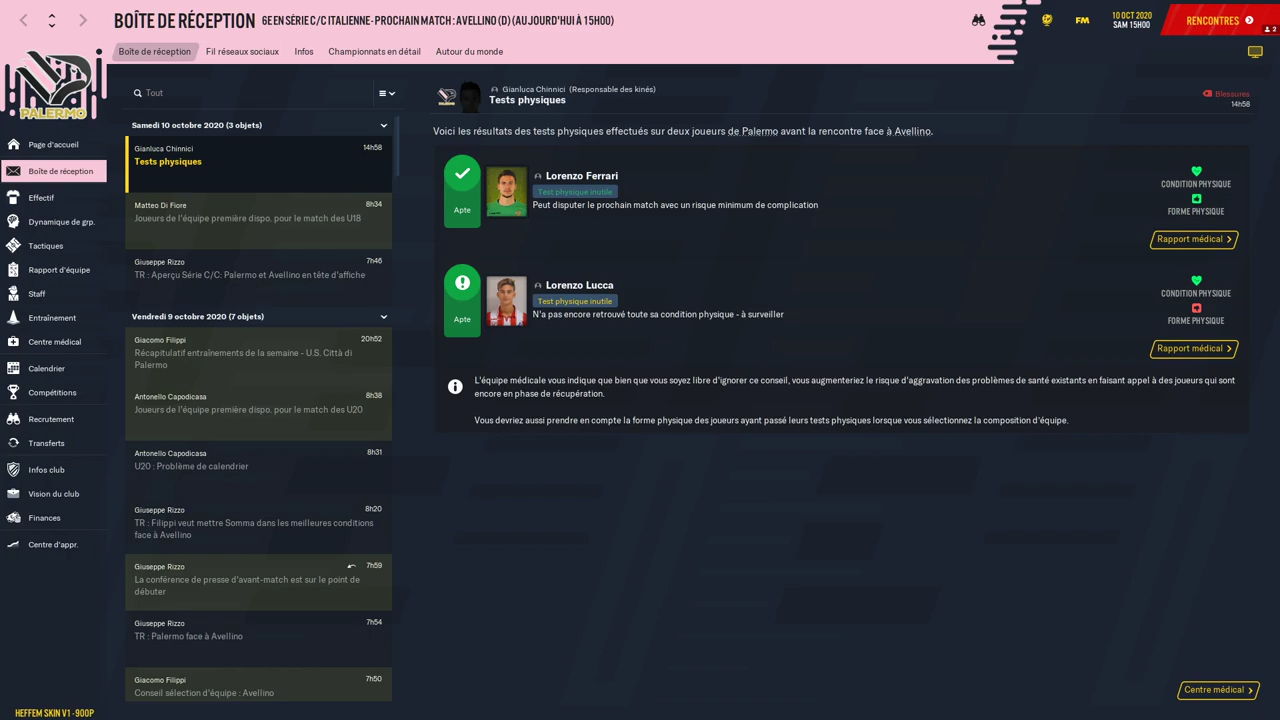 BOÎTE DE RÉCEPTION
6E EN SÉRIE C/C ITALIENNE - PROCHAIN MATCH : AVELLINO (D) (AUJOURD'HUI À 15H00)
FM
10 OCT 2020
SAM 15H00
RENCONTRES
2
Boîte de réception
Fil réseaux sociaux
Infos
Championnats en détail
Autour du monde
PALERMO
Page d'accueil
Boîte de réception
Effectif
Dynamique de grp.
Tactiques
Rapport d'équipe
Staff
Entraînement
Centre médical
Calendrier
Compétitions
Recrutement
Transferts
Infos club
Vision du club
Finances
Centre d'appr.
HEFFEM SKIN V1 - 900P
Tout
Samedi 10 octobre 2020 (3 objets)
Gianluca Chinnici 14h58
Tests physiques
Matteo Di Fiore 8h34
Joueurs de l'équipe première dispo. pour le match des U18
Giuseppe Rizzo 7h46
TR : Aperçu Série C/C: Palermo et Avellino en tête d'affiche
Vendredi 9 octobre 2020 (7 objets)
Giacomo Filippi 20h52
Récapitulatif entraînements de la semaine - U.S. Città di
Palermo
Antonello Capodicasa 8h38
Joueurs de l'équipe première dispo. pour le match des U20
Antonello Capodicasa 8h31
U20 : Problème de calendrier
Giuseppe Rizzo 8h20
TR : Filippi veut mettre Somma dans les meilleures conditions
face à Avellino
Giuseppe Rizzo 7h59
La conférence de presse d'avant-match est sur le point de
débuter
Giuseppe Rizzo 7h54
TR : Palermo face à Avellino
Giacomo Filippi 7h50
Conseil sélection d'équipe : Avellino
Gianluca Chinnici (Responsable des kinés)
Tests physiques
Blessures
14h58
Voici les résultats des tests physiques effectués sur deux joueurs de Palermo avant la rencontre face à Avellino.
Apte
Lorenzo Ferrari
Test physique inutile
Peut disputer le prochain match avec un risque minimum de complication
CONDITION PHYSIQUE
FORME PHYSIQUE
Rapport médical
Apte
Lorenzo Lucca
Test physique inutile
N'a pas encore retrouvé toute sa condition physique - à surveiller
CONDITION PHYSIQUE
FORME PHYSIQUE
Rapport médical
L'équipe médicale vous indique que bien que vous soyez libre d'ignorer ce conseil, vous augmenteriez le risque d'aggravation des problèmes de santé existants en faisant appel à des joueurs qui sont
encore en phase de récupération.
Vous devriez aussi prendre en compte la forme physique des joueurs ayant passé leurs tests physiques lorsque vous sélectionnez la composition d'équipe.
Centre médical